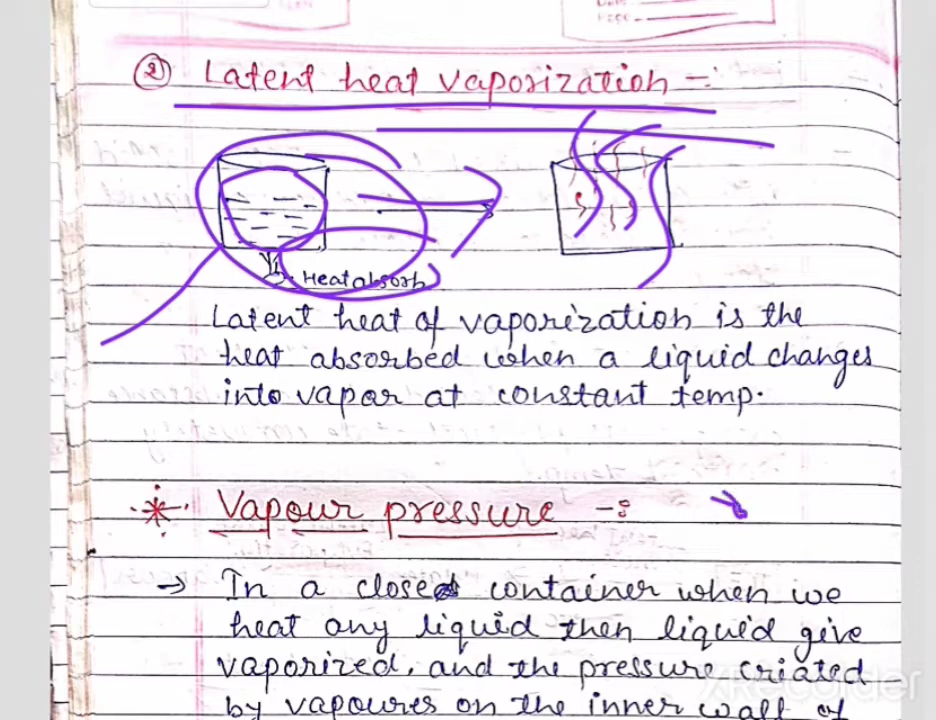 ② Latent heat vaporization -:
Heat absorb
Latent heat of vaporization is the
heat absorbed when a liquid changes
into vapor at constant temp.
* Vapour pressure -:
→ In a closed container when we
heat any liquid then liquid give
vaporized, and the pressure criated
by vapoures on the inner wall of
XRecorder